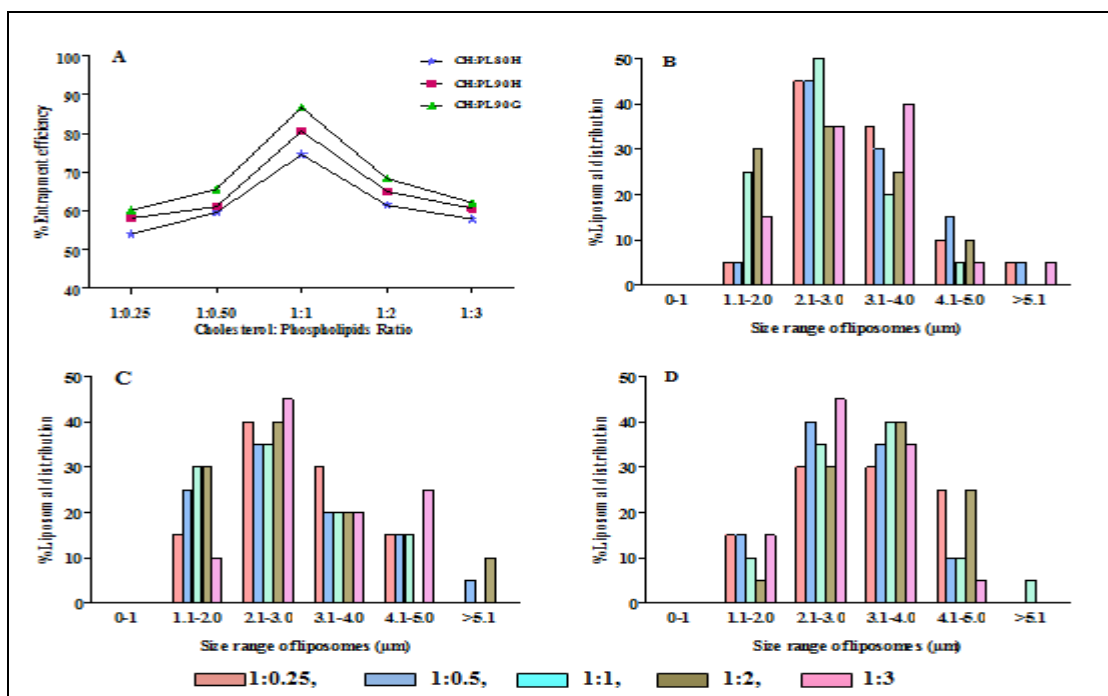 A
CH:PL80H
CH:PL90H
CH:PL90G
100
90
80
70
60
50
40
% Entrapment efficiency
1:0.25 1:0.50 1:1 1:2 1:3
Cholesterol: Phospholipids Ratio
B
50
40
30
20
10
0
%Liposomal distribution
0-1 1.1-2.0 2.1-3.0 3.1-4.0 4.1-5.0 >5.1
Size range of liposomes (µm)
C
50
40
30
20
10
0
%Liposomal distribution
0-1 1.1-2.0 2.1-3.0 3.1-4.0 4.1-5.0 >5.1
Size range of liposomes (µm)
D
50
40
30
20
10
0
%Liposomal distribution
0-1 1.1-2.0 2.1-3.0 3.1-4.0 4.1-5.0 >5.1
Size range of liposomes (µm)
1:0.25, 1:0.5, 1:1, 1:2, 1:3